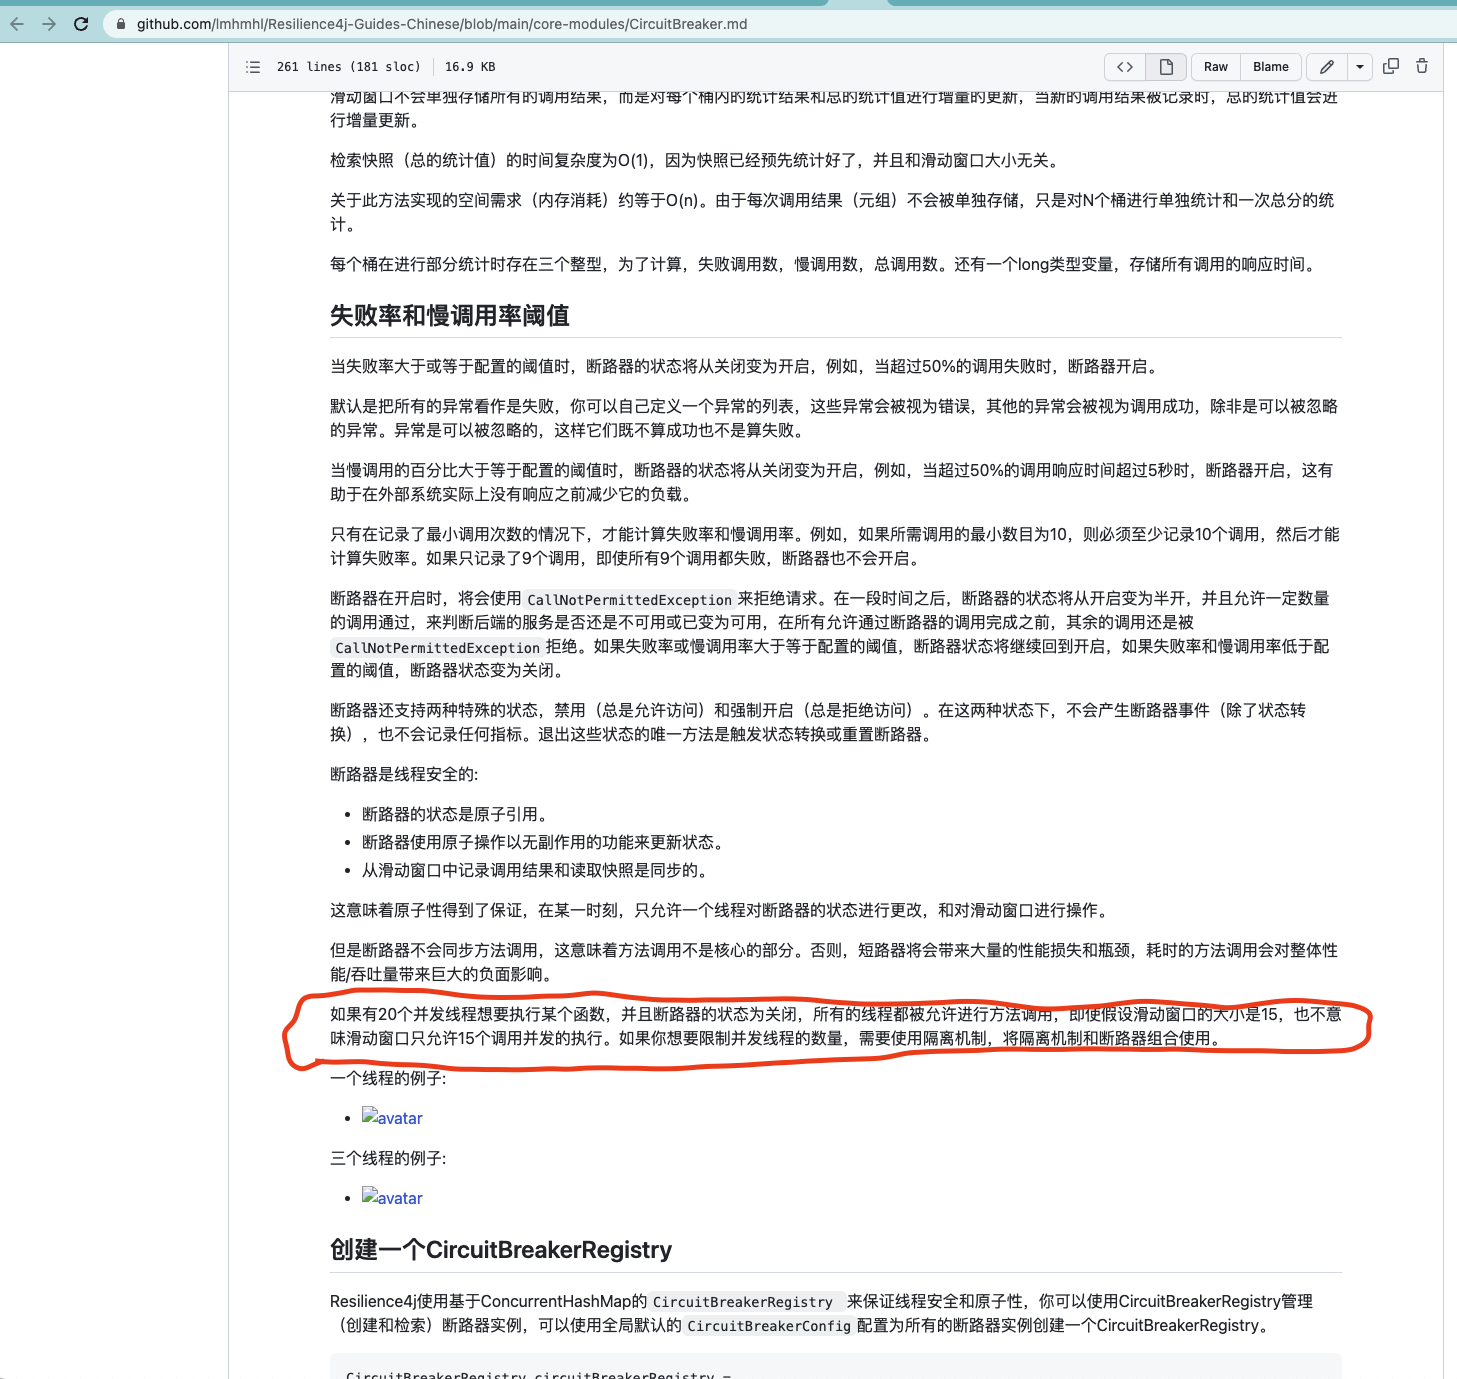 github.com/lmhmhl/Resilience4j-Guides-Chinese/blob/main/core-modules/CircuitBreaker.md
261 lines (181 sloc) 16.9 KB
Raw Blame
滑动窗口不会单独存储所有的调用结果，而是对每个桶内的统计结果和总的统计值进行增量的更新，当新的调用结果被记录时，总的统计值会进
行增量更新。
检索快照（总的统计值）的时间复杂度为O(1)，因为快照已经预先统计好了，并且和滑动窗口大小无关。
关于此方法实现的空间需求（内存消耗）约等于O(n)。由于每次调用结果（元组）不会被单独存储，只是对N个桶进行单独统计和一次总分的统
计。
每个桶在进行部分统计时存在三个整型，为了计算，失败调用数，慢调用数，总调用数。还有一个long类型变量，存储所有调用的响应时间。
失败率和慢调用率阈值
当失败率大于或等于配置的阈值时，断路器的状态将从关闭变为开启，例如，当超过50%的调用失败时，断路器开启。
默认是把所有的异常看作是失败，你可以自己定义一个异常的列表，这些异常会被视为错误，其他的异常会被视为调用成功，除非是可以被忽略
的异常。异常是可以被忽略的，这样它们既不算成功也不是算失败。
当慢调用的百分比大于等于配置的阈值时，断路器的状态将从关闭变为开启，例如，当超过50%的调用响应时间超过5秒时，断路器开启，这有
助于在外部系统实际上没有响应之前减少它的负载。
只有在记录了最小调用次数的情况下，才能计算失败率和慢调用率。例如，如果所需调用的最小数目为10，则必须至少记录10个调用，然后才能
计算失败率。如果只记录了9个调用，即使所有9个调用都失败，断路器也不会开启。
断路器在开启时，将会使用 CallNotPermittedException 来拒绝请求。在一段时间之后，断路器的状态将从开启变为半开，并且允许一定数量
的调用通过，来判断后端的服务是否还是不可用或已变为可用，在所有允许通过断路器的调用完成之前，其余的调用还是被
CallNotPermittedException 拒绝。如果失败率或慢调用率大于等于配置的阈值，断路器状态将继续回到开启，如果失败率和慢调用率低于配
置的阈值，断路器状态变为关闭。
断路器还支持两种特殊的状态，禁用（总是允许访问）和强制开启（总是拒绝访问）。在这两种状态下，不会产生断路器事件（除了状态转
换），也不会记录任何指标。退出这些状态的唯一方法是触发状态转换或重置断路器。
断路器是线程安全的:
• 断路器的状态是原子引用。
• 断路器使用原子操作以无副作用的功能来更新状态。
• 从滑动窗口中记录调用结果和读取快照是同步的。
这意味着原子性得到了保证，在某一时刻，只允许一个线程对断路器的状态进行更改，和对滑动窗口进行操作。
但是断路器不会同步方法调用，这意味着方法调用不是核心的部分。否则，短路器将会带来大量的性能损失和瓶颈，耗时的方法调用会对整体性
能/吞吐量带来巨大的负面影响。
如果有20个并发线程想要执行某个函数，并且断路器的状态为关闭，所有的线程都被允许进行方法调用，即使假设滑动窗口的大小是15，也不意
味滑动窗口只允许15个调用并发的执行。如果你想要限制并发线程的数量，需要使用隔离机制，将隔离机制和断路器组合使用。
一个线程的例子:
• avatar
三个线程的例子:
• avatar
创建一个CircuitBreakerRegistry
Resilience4j使用基于ConcurrentHashMap的 CircuitBreakerRegistry 来保证线程安全和原子性，你可以使用CircuitBreakerRegistry管理
（创建和检索）断路器实例，可以使用全局默认的 CircuitBreakerConfig 配置为所有的断路器实例创建一个CircuitBreakerRegistry。
CircuitBreakerRegistry circuitBreakerRegistry =